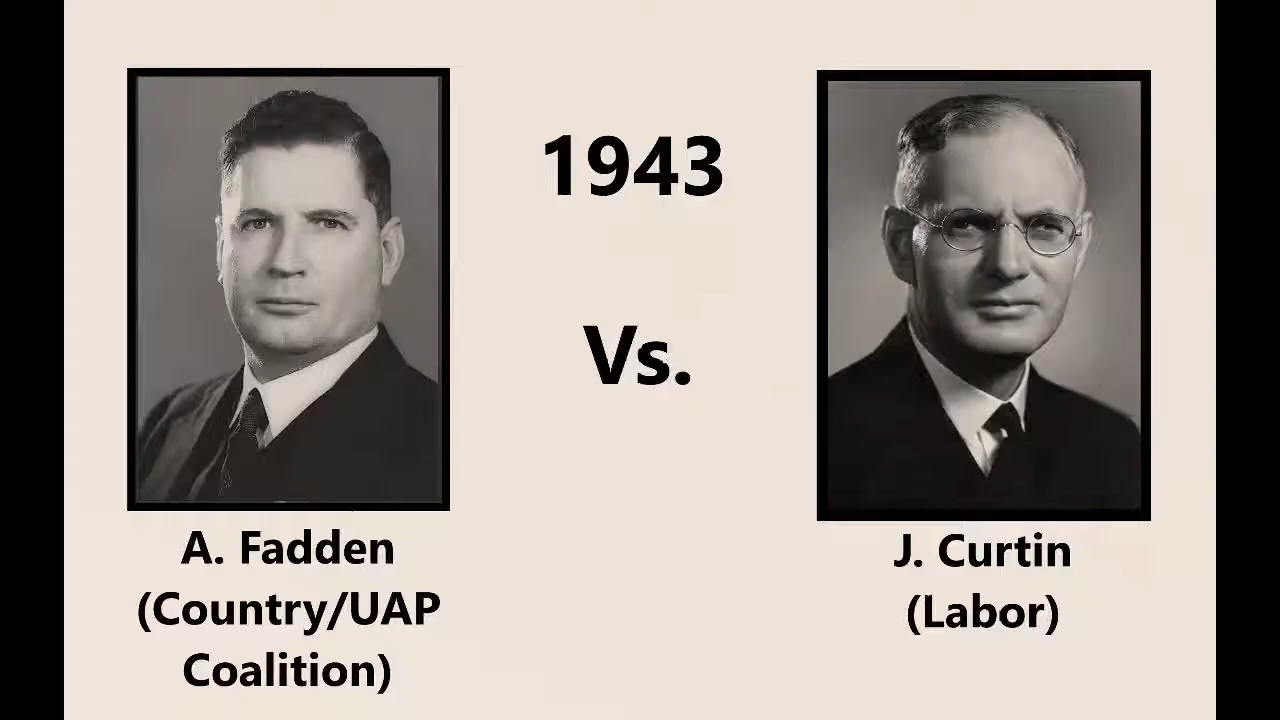 1943
Vs.
A. Fadden
(Country/UAP
Coalition)
J. Curtin
(Labor)